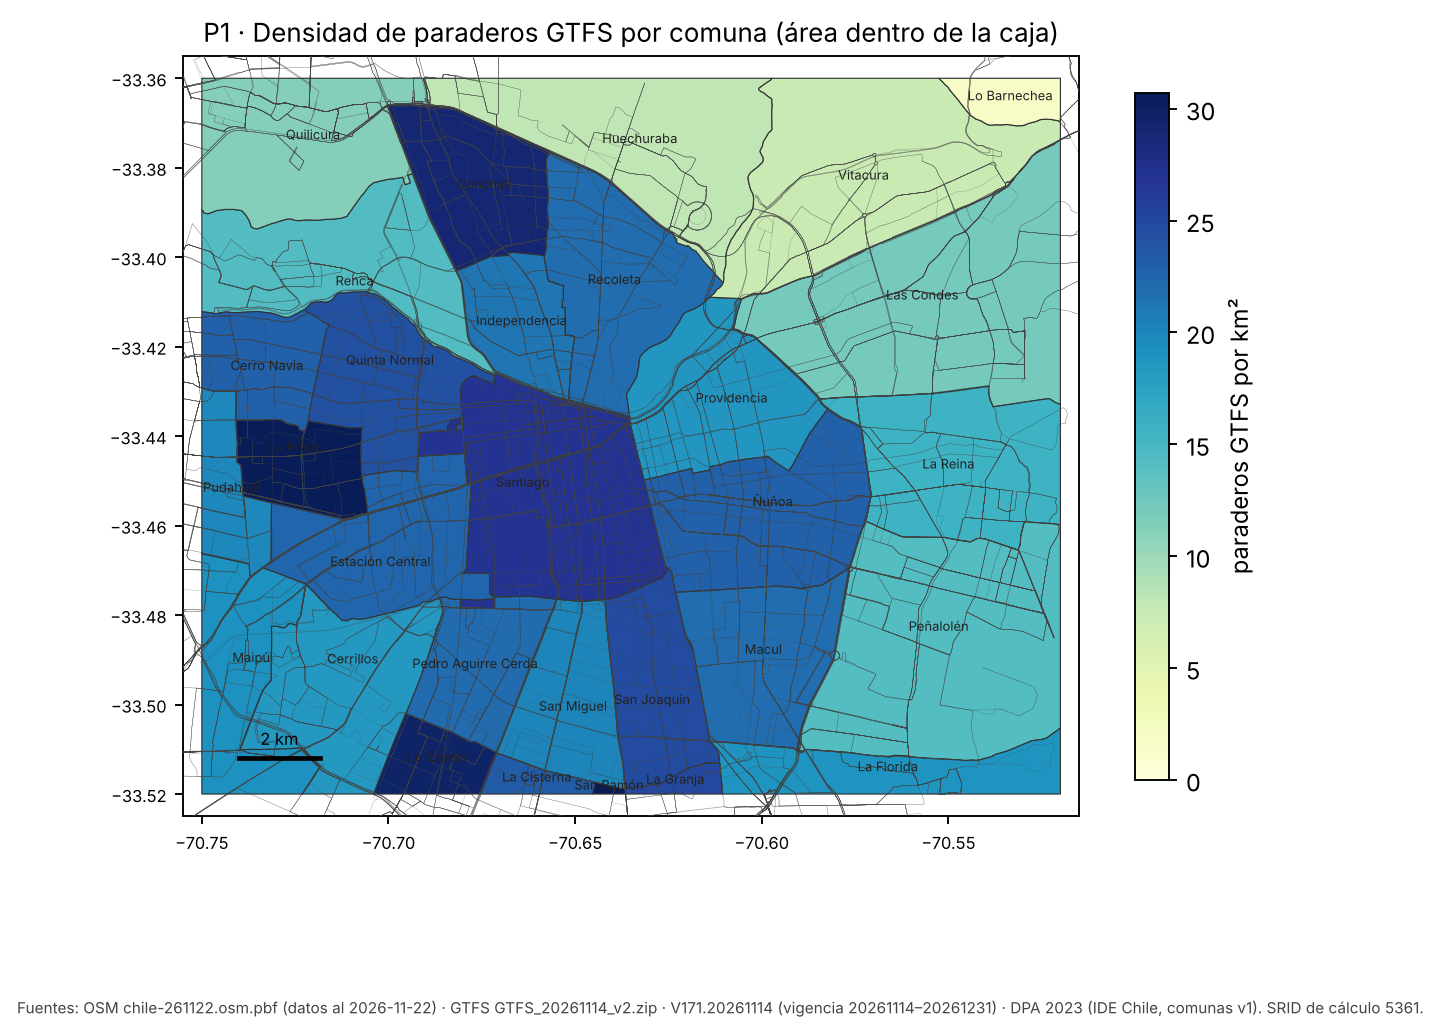 P1 · Densidad de paraderos GTFS por comuna (área dentro de la caja)
−33.36
−33.38
−33.40
−33.42
−33.44
−33.46
−33.48
−33.50
−33.52
−70.75
−70.70
−70.65
−70.60
−70.55
Lo Barnechea
Quilicura
Huechuraba
Vitacura
Recoleta
Renca
Las Condes
Independencia
Quinta Normal
Cerro Navia
Providencia
La Reina
Santiago
Ñuñoa
Estación Central
Peñalolén
Macul
Maipú
Cerrillos
Pedro Aguirre Cerda
San Joaquín
San Miguel
2 km
La Florida
La Cisterna
San Ramón
La Granja
30
25
20
15
10
5
0
paraderos GTFS por km²
Fuentes: OSM chile-261122.osm.pbf (datos al 2026-11-22) · GTFS GTFS_20261114_v2.zip · V171.20261114 (vigencia 20261114–20261231) · DPA 2023 (IDE Chile, comunas v1). SRID de cálculo 5361.